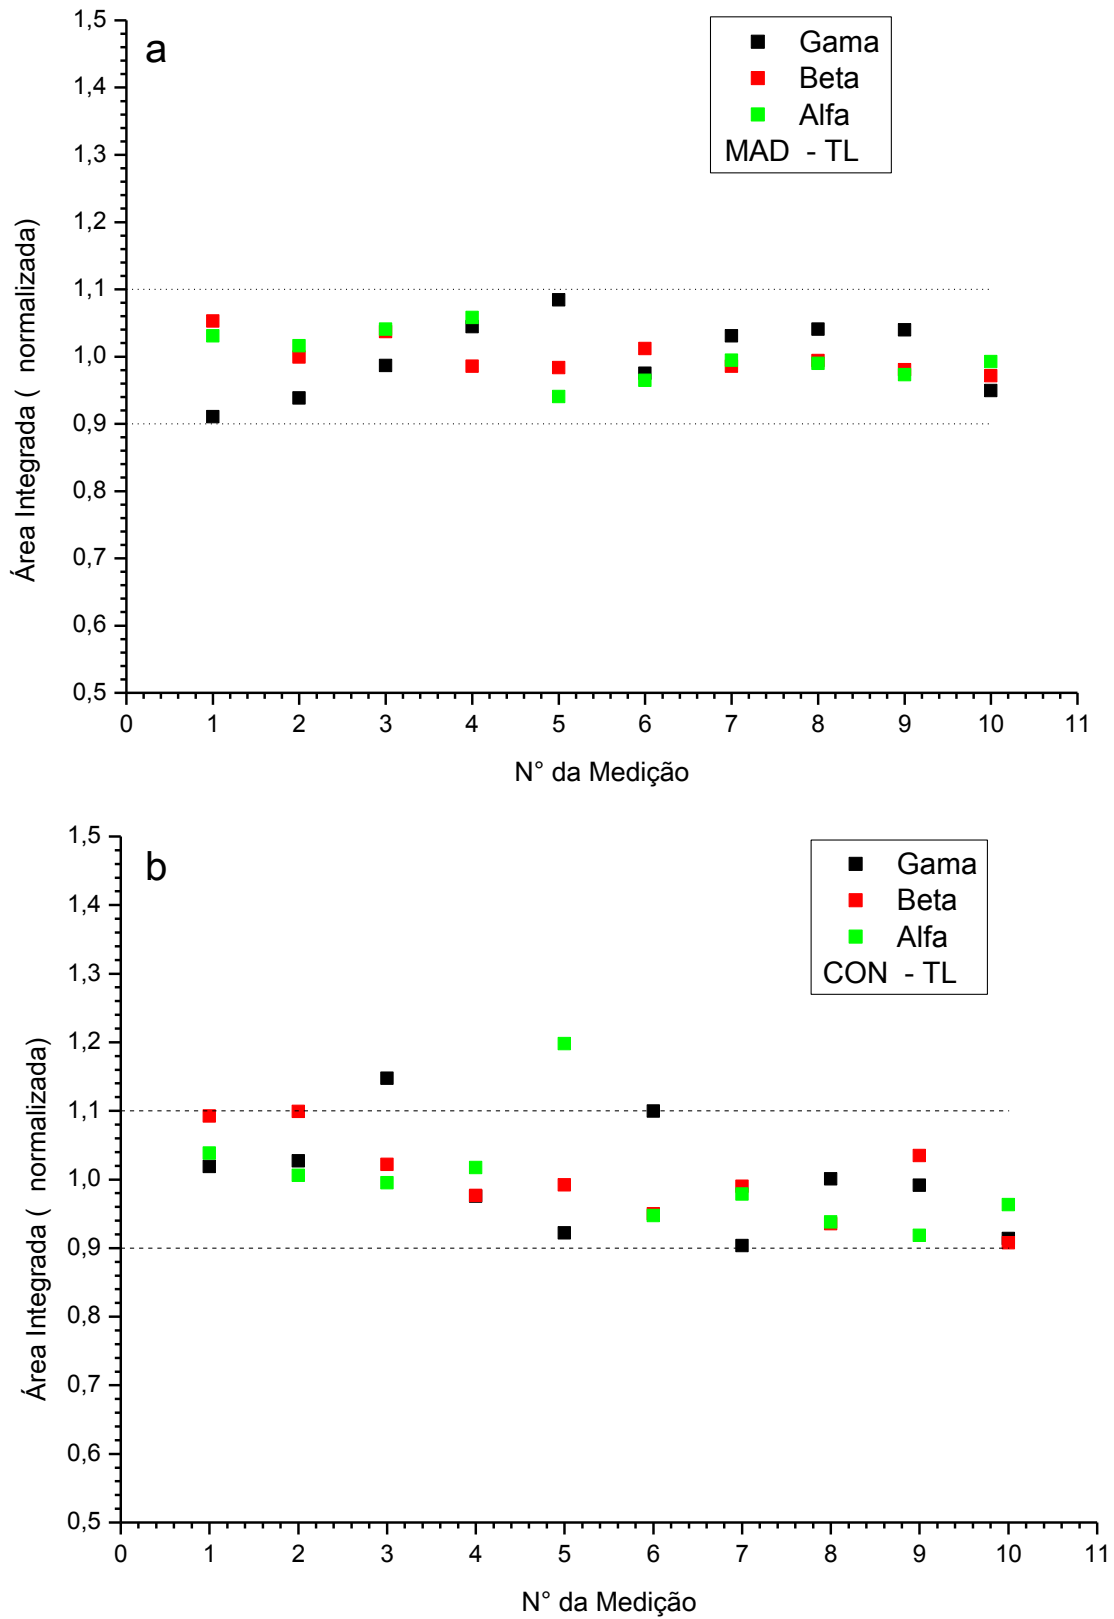 a
Gama
Beta
Alfa
MAD - TL
1,5
1,4
1,3
1,2
1,1
1,0
0,9
0,8
0,7
0,6
0,5
Área Integrada ( normalizada)
0 1 2 3 4 5 6 7 8 9 10 11
N° da Medição
b
Gama
Beta
Alfa
CON - TL
1,5
1,4
1,3
1,2
1,1
1,0
0,9
0,8
0,7
0,6
0,5
Área Integrada ( normalizada)
0 1 2 3 4 5 6 7 8 9 10 11
N° da Medição